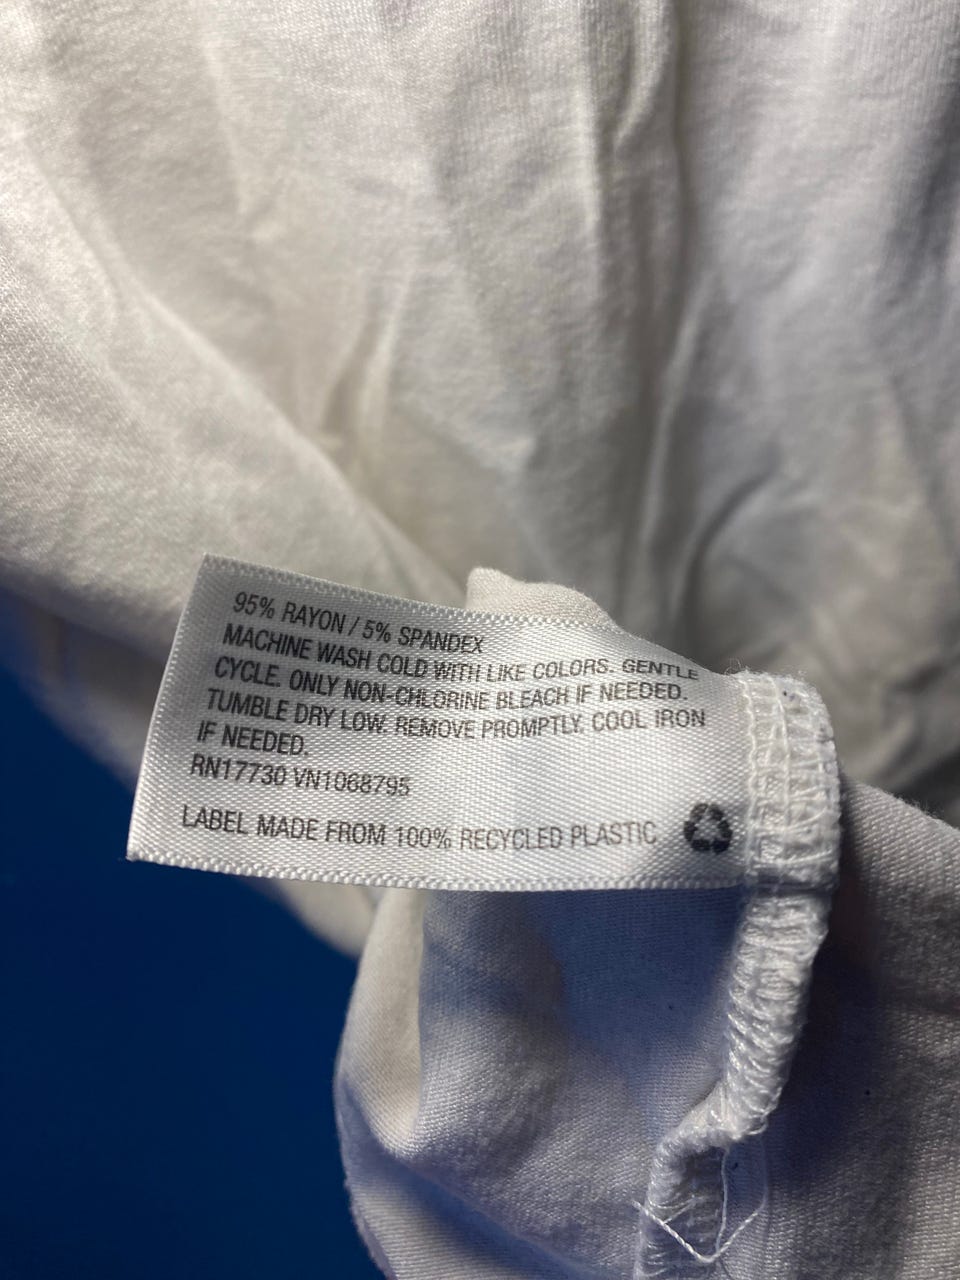 95% RAYON / 5% SPANDEX
MACHINE WASH COLD WITH LIKE COLORS. GENTLE
CYCLE. ONLY NON-CHLORINE BLEACH IF NEEDED.
TUMBLE DRY LOW. REMOVE PROMPTLY. COOL IRON
IF NEEDED.
RN17730 VN1068795
LABEL MADE FROM 100% RECYCLED PLASTIC